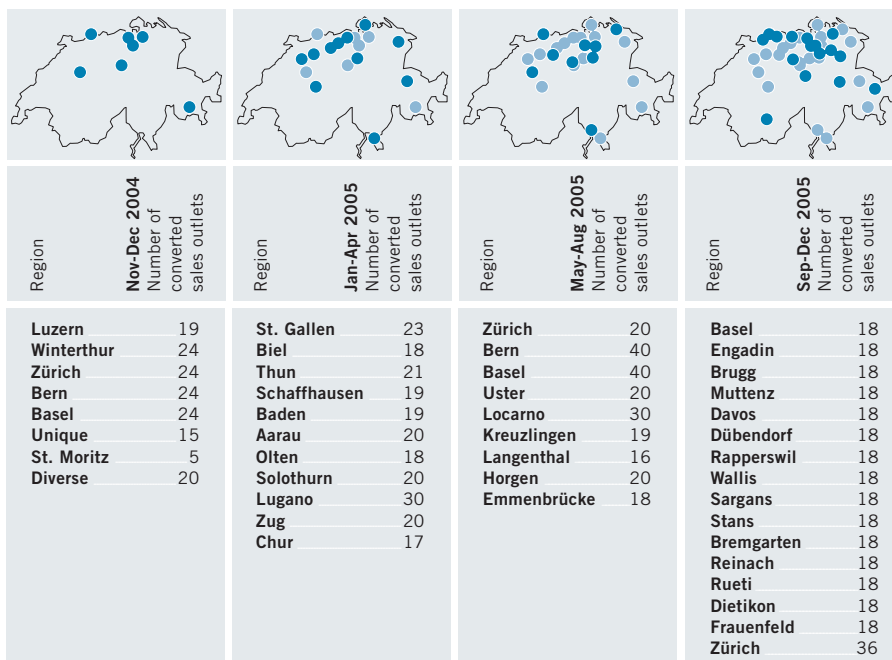 Region
Nov-Dec 2004
Number of
converted
sales outlets
Luzern 19
Winterthur 24
Zürich 24
Bern 24
Basel 24
Unique 15
St. Moritz 5
Diverse 20
Region
Jan-Apr 2005
Number of
converted
sales outlets
St. Gallen 23
Biel 18
Thun 21
Schaffhausen 19
Baden 19
Aarau 20
Olten 18
Solothurn 20
Lugano 30
Zug 20
Chur 17
Region
May-Aug 2005
Number of
converted
sales outlets
Zürich 20
Bern 40
Basel 40
Uster 20
Locarno 30
Kreuzlingen 19
Langenthal 16
Horgen 20
Emmenbrücke 18
Region
Sep-Dec 2005
Number of
converted
sales outlets
Basel 18
Engadin 18
Brugg 18
Muttenz 18
Davos 18
Dübendorf 18
Rapperswil 18
Wallis 18
Sargans 18
Stans 18
Bremgarten 18
Reinach 18
Rueti 18
Dietikon 18
Frauenfeld 18
Zürich 36